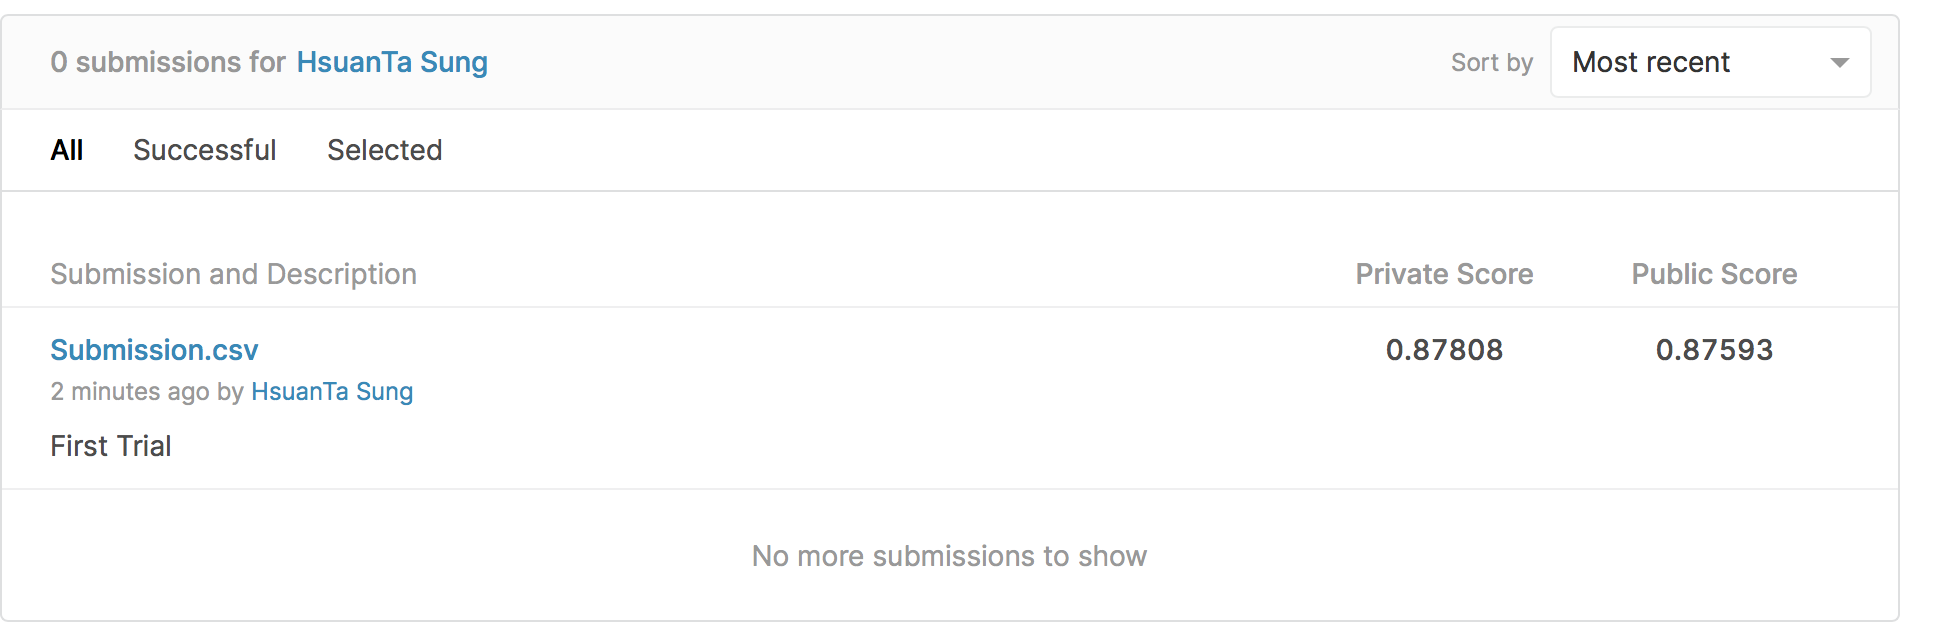 0 submissions for HsuanTa Sung
Sort by Most recent
All Successful Selected
Submission and Description Private Score Public Score
Submission.csv 0.87808 0.87593
2 minutes ago by HsuanTa Sung
First Trial
No more submissions to show